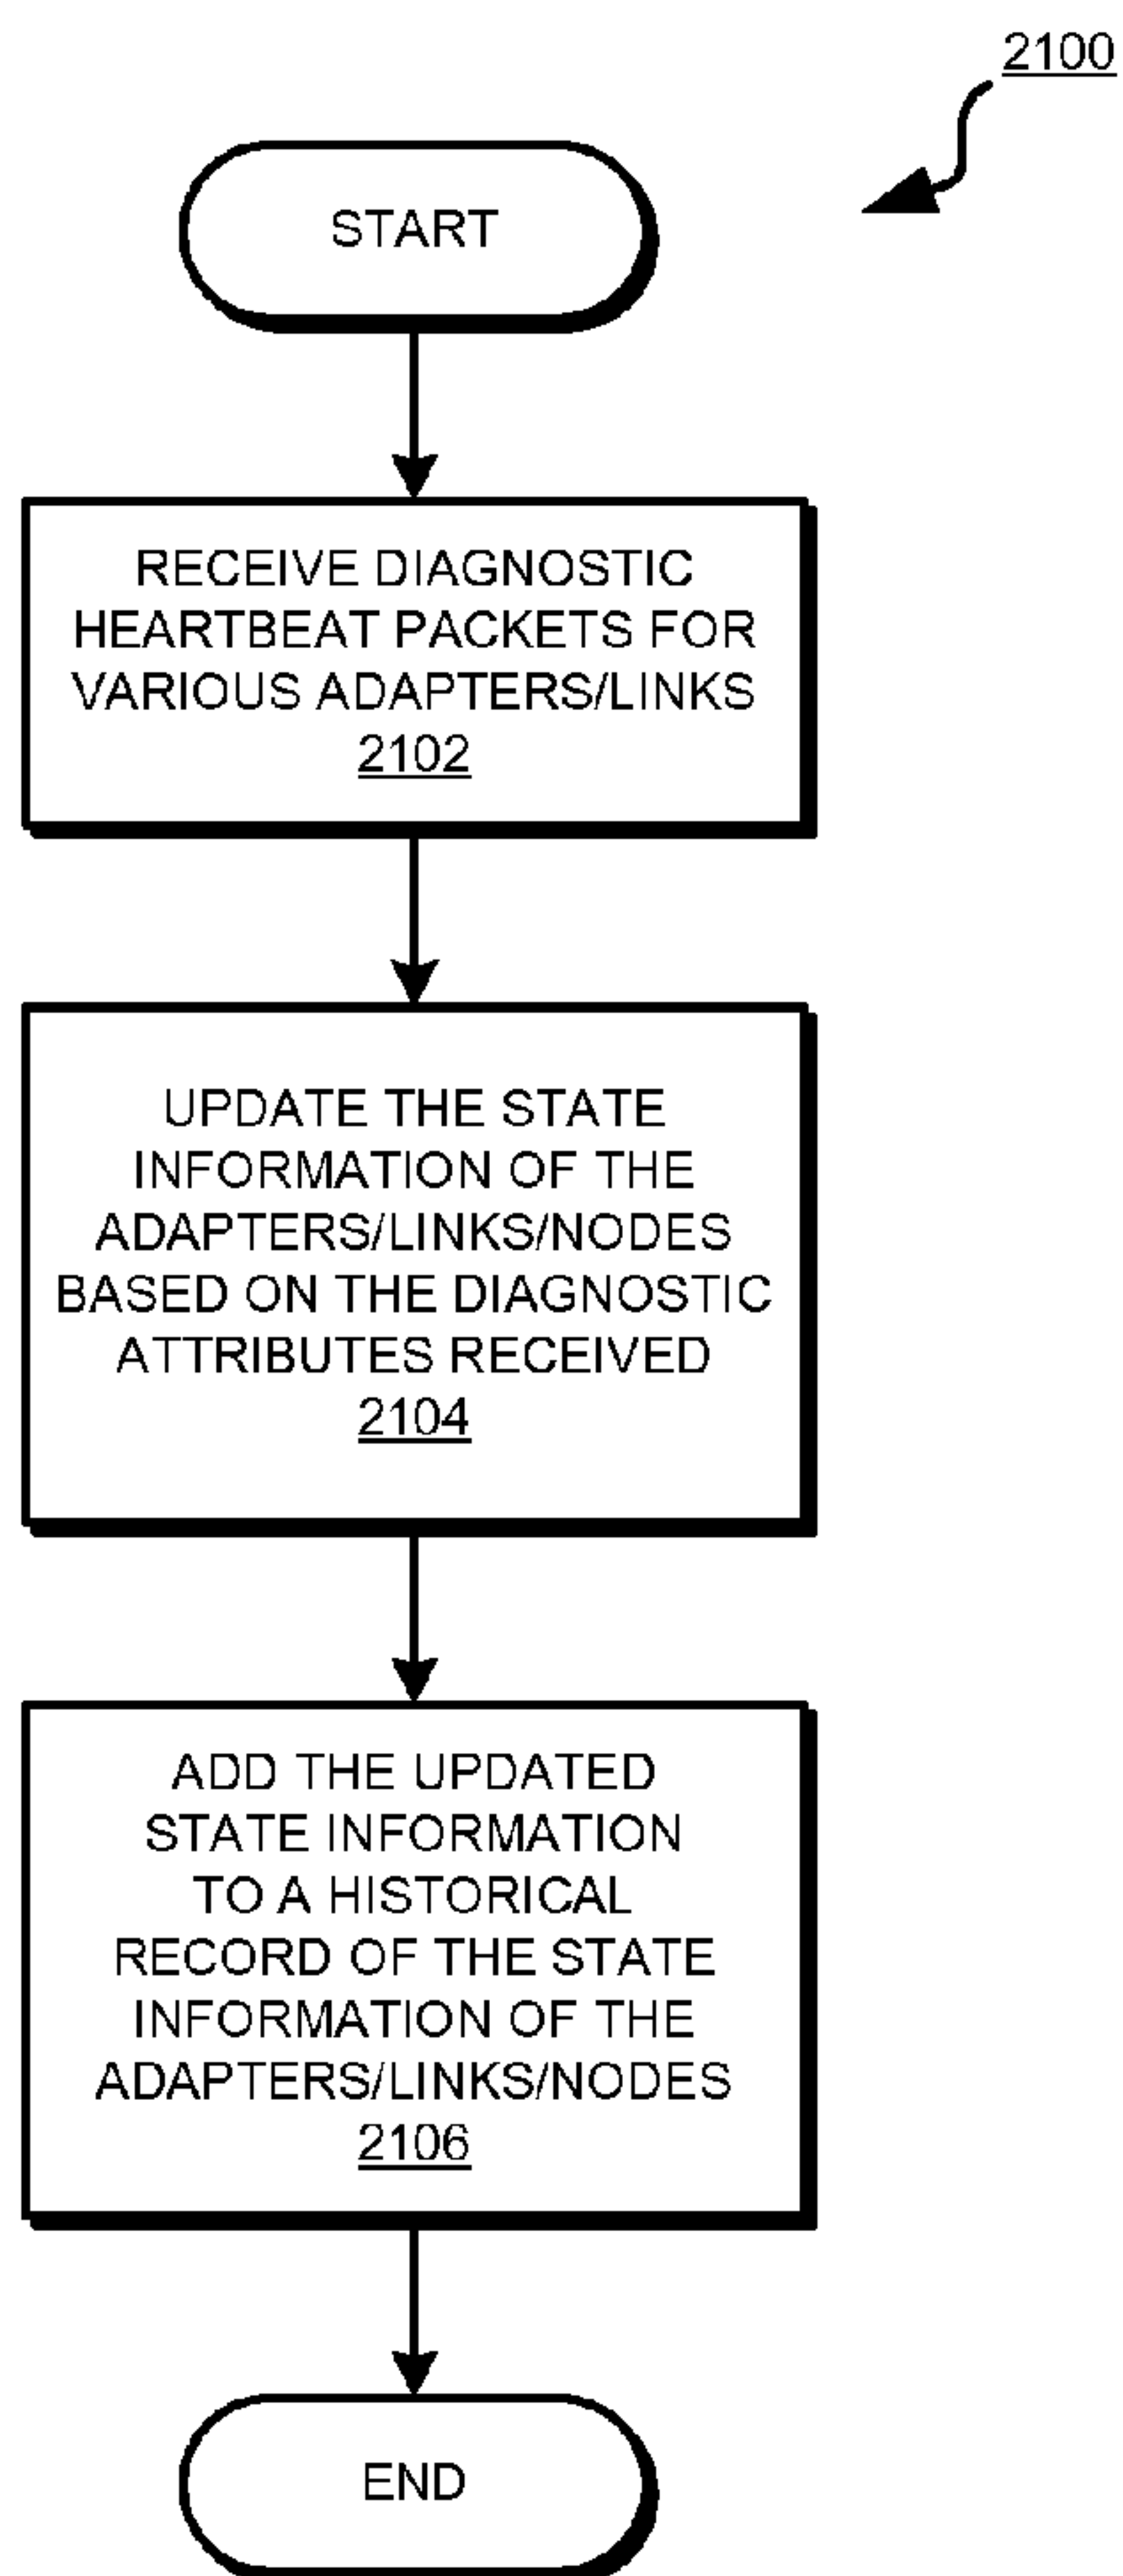 2100
START
RECEIVE DIAGNOSTIC
HEARTBEAT PACKETS FOR
VARIOUS ADAPTERS/LINKS
2102
UPDATE THE STATE
INFORMATION OF THE
ADAPTERS/LINKS/NODES
BASED ON THE DIAGNOSTIC
ATTRIBUTES RECEIVED
2104
ADD THE UPDATED
STATE INFORMATION
TO A HISTORICAL
RECORD OF THE STATE
INFORMATION OF THE
ADAPTERS/LINKS/NODES
2106
END